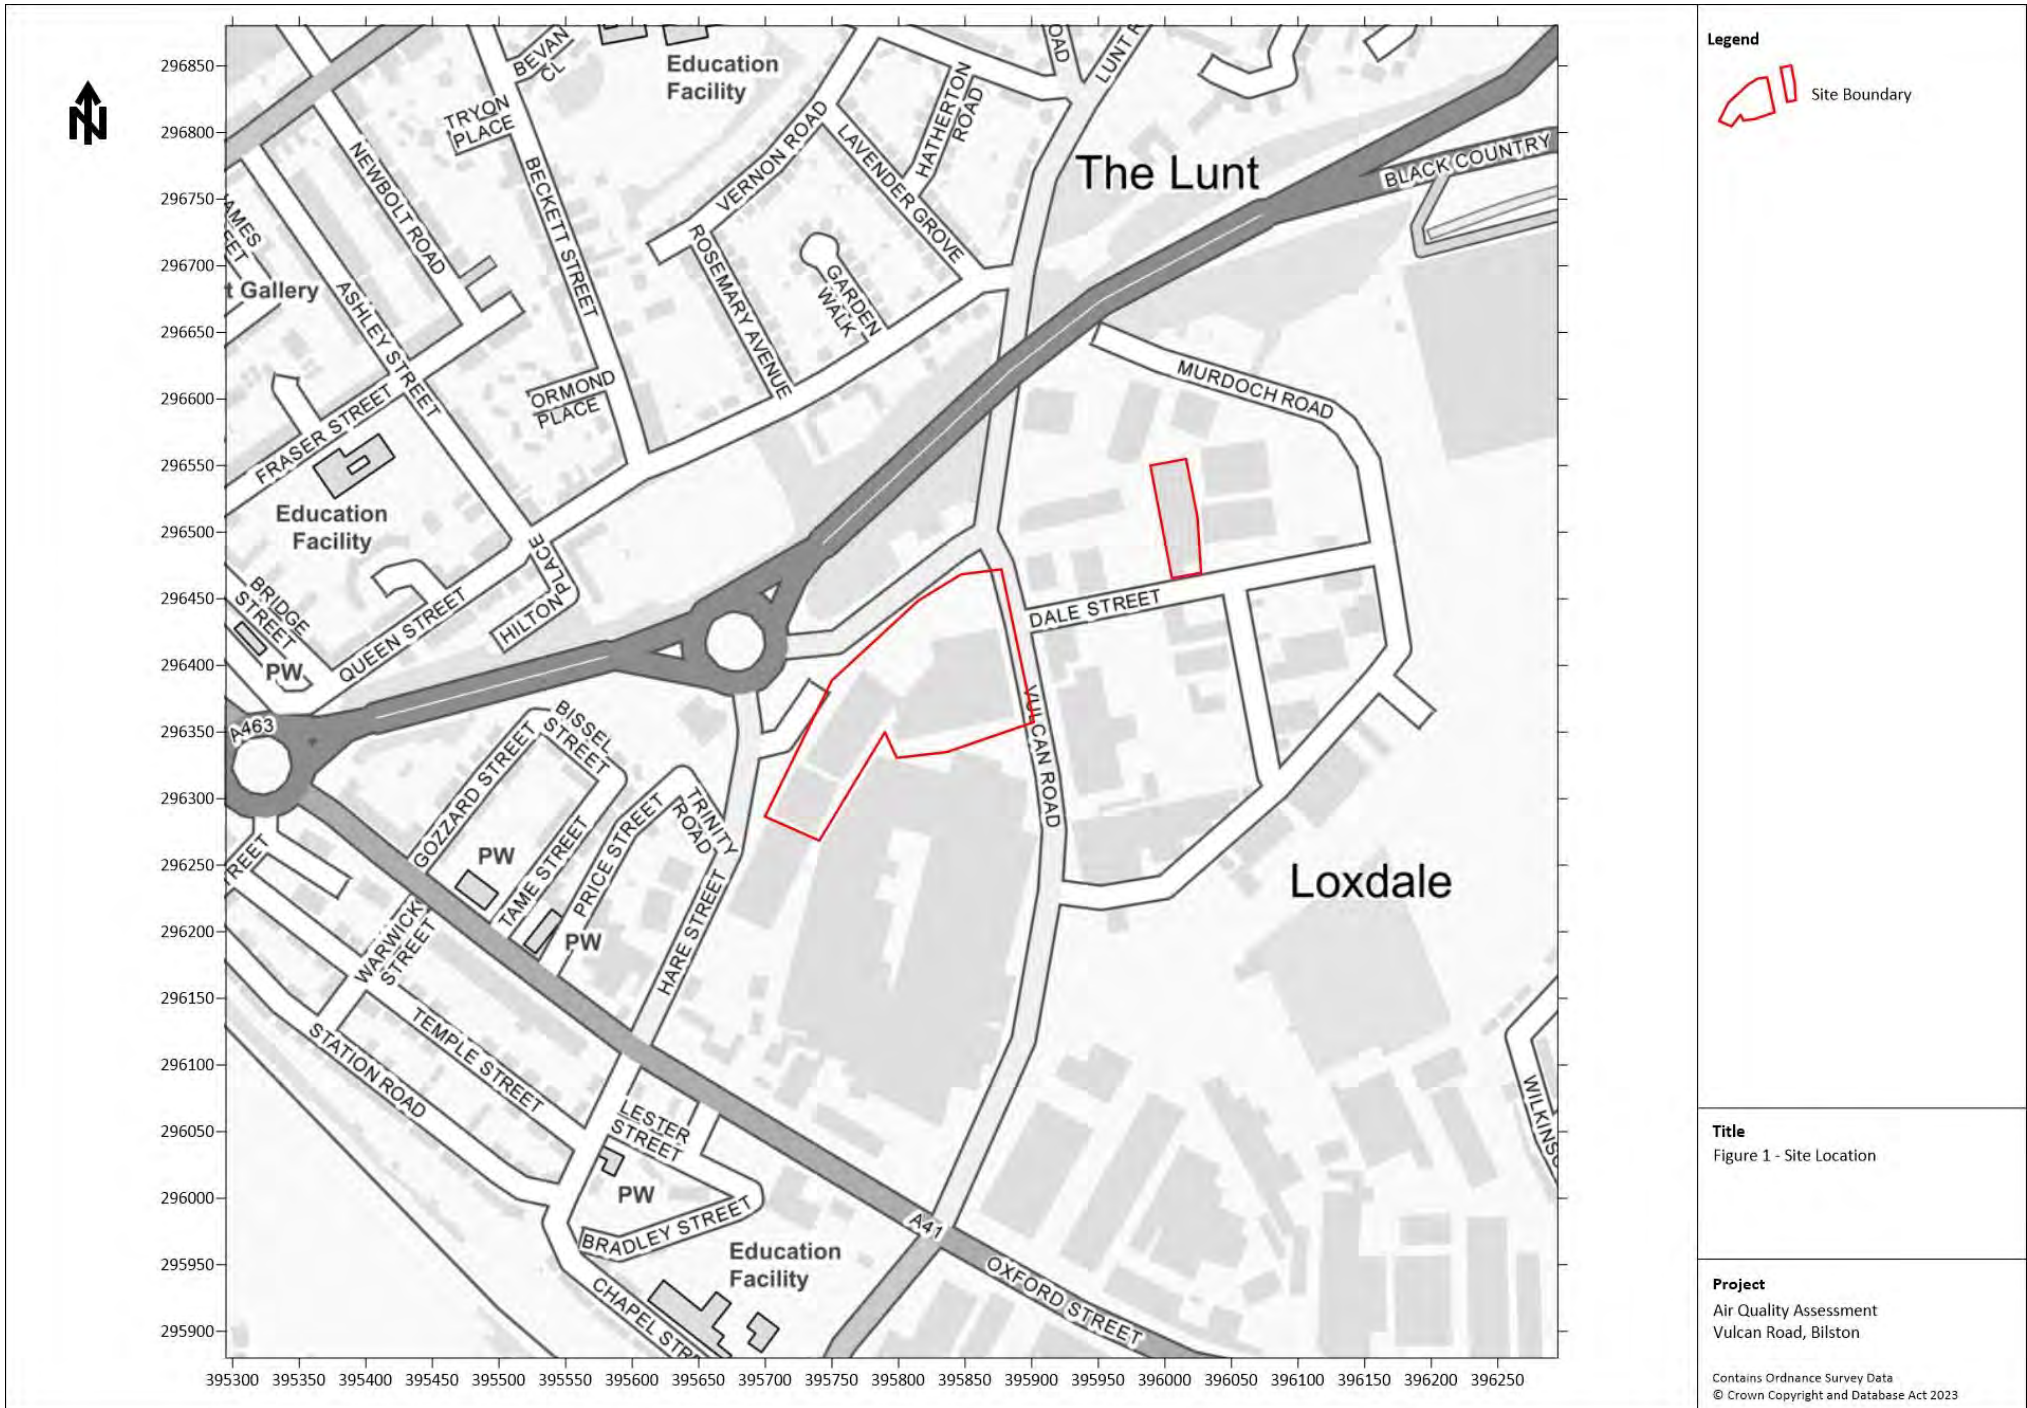 N
296850
296800
296750
296700
296650
296600
296550
296500
296450
296400
296350
296300
296250
296200
296150
296100
296050
296000
295950
295900
395300
395350
395400
395450
395500
395550
395600
395650
395700
395750
395800
395850
395900
395950
396000
396050
396100
396150
396200
396250
BEVAN
CL
Education
Facility
TRYON
PLACE
NEWBOLT ROAD
BECKETT STREET
VERNON ROAD
LAVENDER GROVE
HATHERTON
ROAD
OAD
LUNT R
The Lunt
BLACK COUNTRY
AMES
EET
t Gallery
ASHLEY STREET
ROSEMARY AVENUE
GARDEN
WALK
ORMOND
PLACE
FRASER STREET
Education
Facility
MURDOCH ROAD
BRIDGE
STREET
PW
QUEEN STREET
HILTON
PLACE
DALE STREET
A463
BISSEL
STREET
GOZZARD STREET
VULCAN ROAD
TRINITY
ROAD
PRICE STREET
TAME STREET
PW
PW
HARE STREET
REET
WARWICK
STREET
Loxdale
TEMPLE STREET
STATION ROAD
LESTER
STREET
PW
BRADLEY STREET
Education
Facility
CHAPEL STR
A41
OXFORD STREET
WILKINSO
Legend
Site Boundary
Title
Figure 1 - Site Location
Project
Air Quality Assessment
Vulcan Road, Bilston
Contains Ordnance Survey Data
© Crown Copyright and Database Act 2023